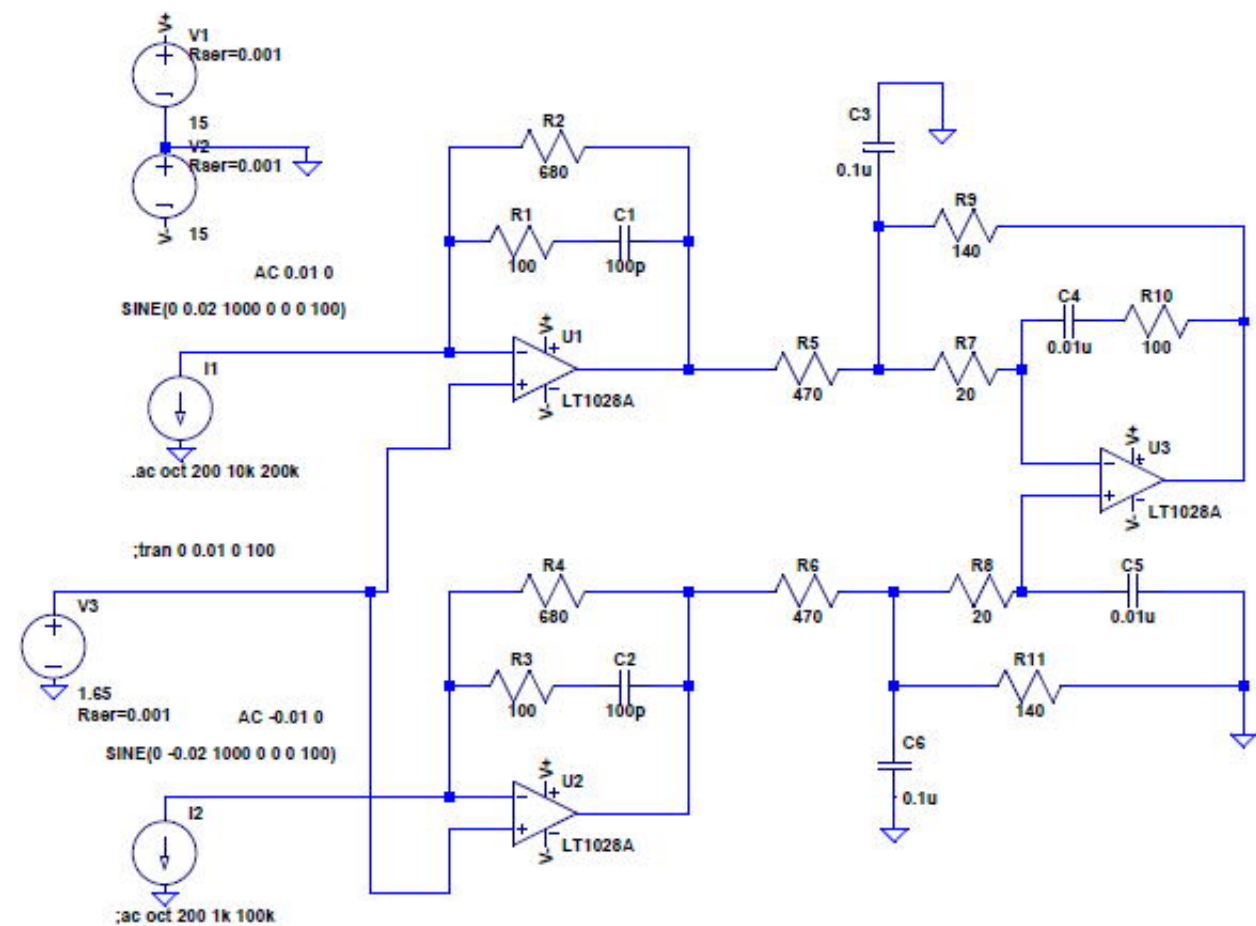 V+
V1
Rser=0.001
15
V2
Rser=0.001
15
V-
AC 0.01 0
SINE(0 0.02 1000 0 0 0 100)
I1
.ac oct 200 10k 200k
;tran 0 0.01 0 100
V3
1.65
Rser=0.001
AC -0.01 0
SINE(0 -0.02 1000 0 0 0 100)
I2
;ac oct 200 1k 100k
R2
680
R1
100
C1
100p
V+
U1
LT1028A
V-
R4
680
R3
100
C2
100p
V+
U2
LT1028A
V-
C3
0.1u
R9
140
C4
0.01u
R10
100
R5
470
R7
20
V+
U3
LT1028A
V-
R6
470
R8
20
C5
0.01u
R11
140
C6
0.1u